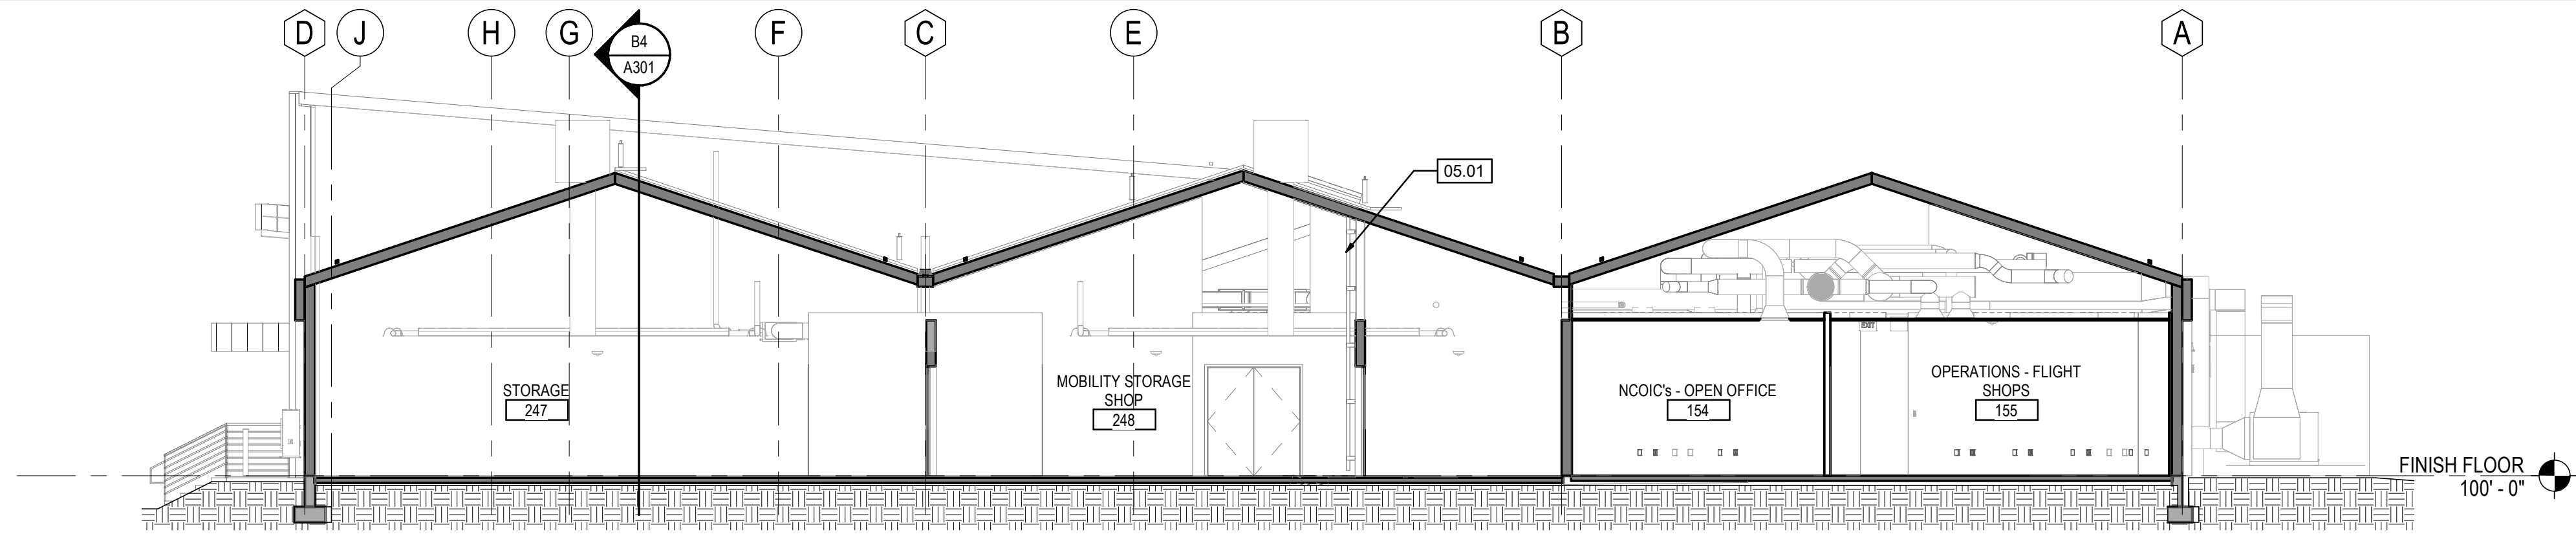 D J H G B4 F C E B A
A301
05.01
STORAGE
247
MOBILITY STORAGE
SHOP
248
NCOIC's - OPEN OFFICE
154
EXIT
OPERATIONS - FLIGHT
SHOPS
155
FINISH FLOOR
100' - 0"